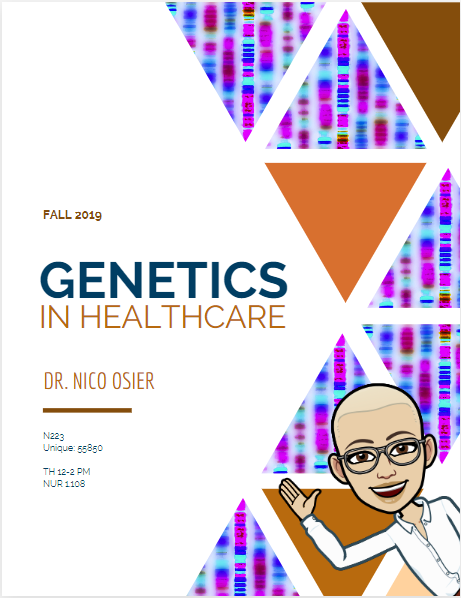 FALL 2019
GENETICS
IN HEALTHCARE
DR. NICO OSIER
N223
Unique: 55850
TH 12-2 PM
NUR 1.108